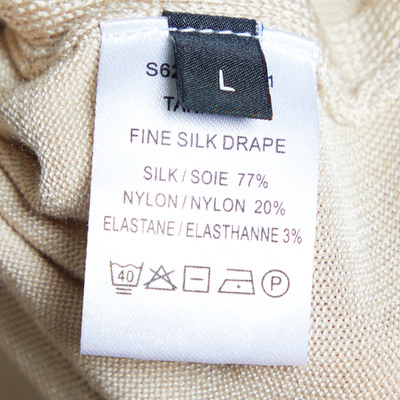 L
FINE SILK DRAPE
SILK / SOIE 77%
NYLON / NYLON 20%
ELASTANE / ELASTHANNE 3%
40 P